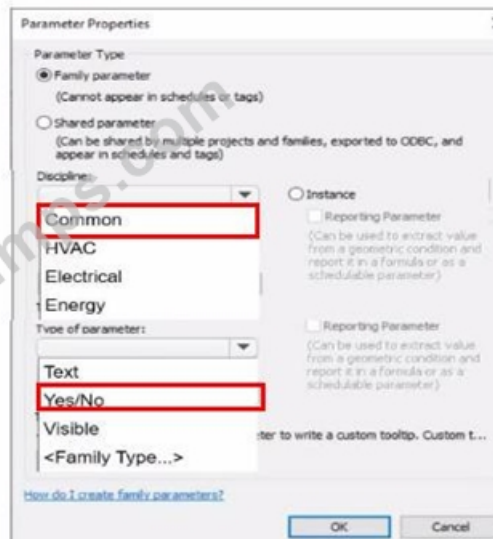 Parameter Properties
Parameter Type
Family parameter
(Cannot appear in schedules or tags)
Shared parameter
(Can be shared by multiple projects and families, exported to ODBC, and
appear in schedules and tags)
Discipline:
Instance
Common
Reporting Parameter
(Can be used to extract value
from a geometric condition and
report it in a formula or as a
schedulable parameter)
HVAC
Electrical
Energy
Type of parameter:
Reporting Parameter
(Can be used to extract value
from a geometric condition and
report it in a formula or as a
schedulable parameter)
Text
Yes/No
Visible
to write a custom tooltip. Custom t...
<Family Type...>
How do I create family parameters?
OK
Cancel
mps.com